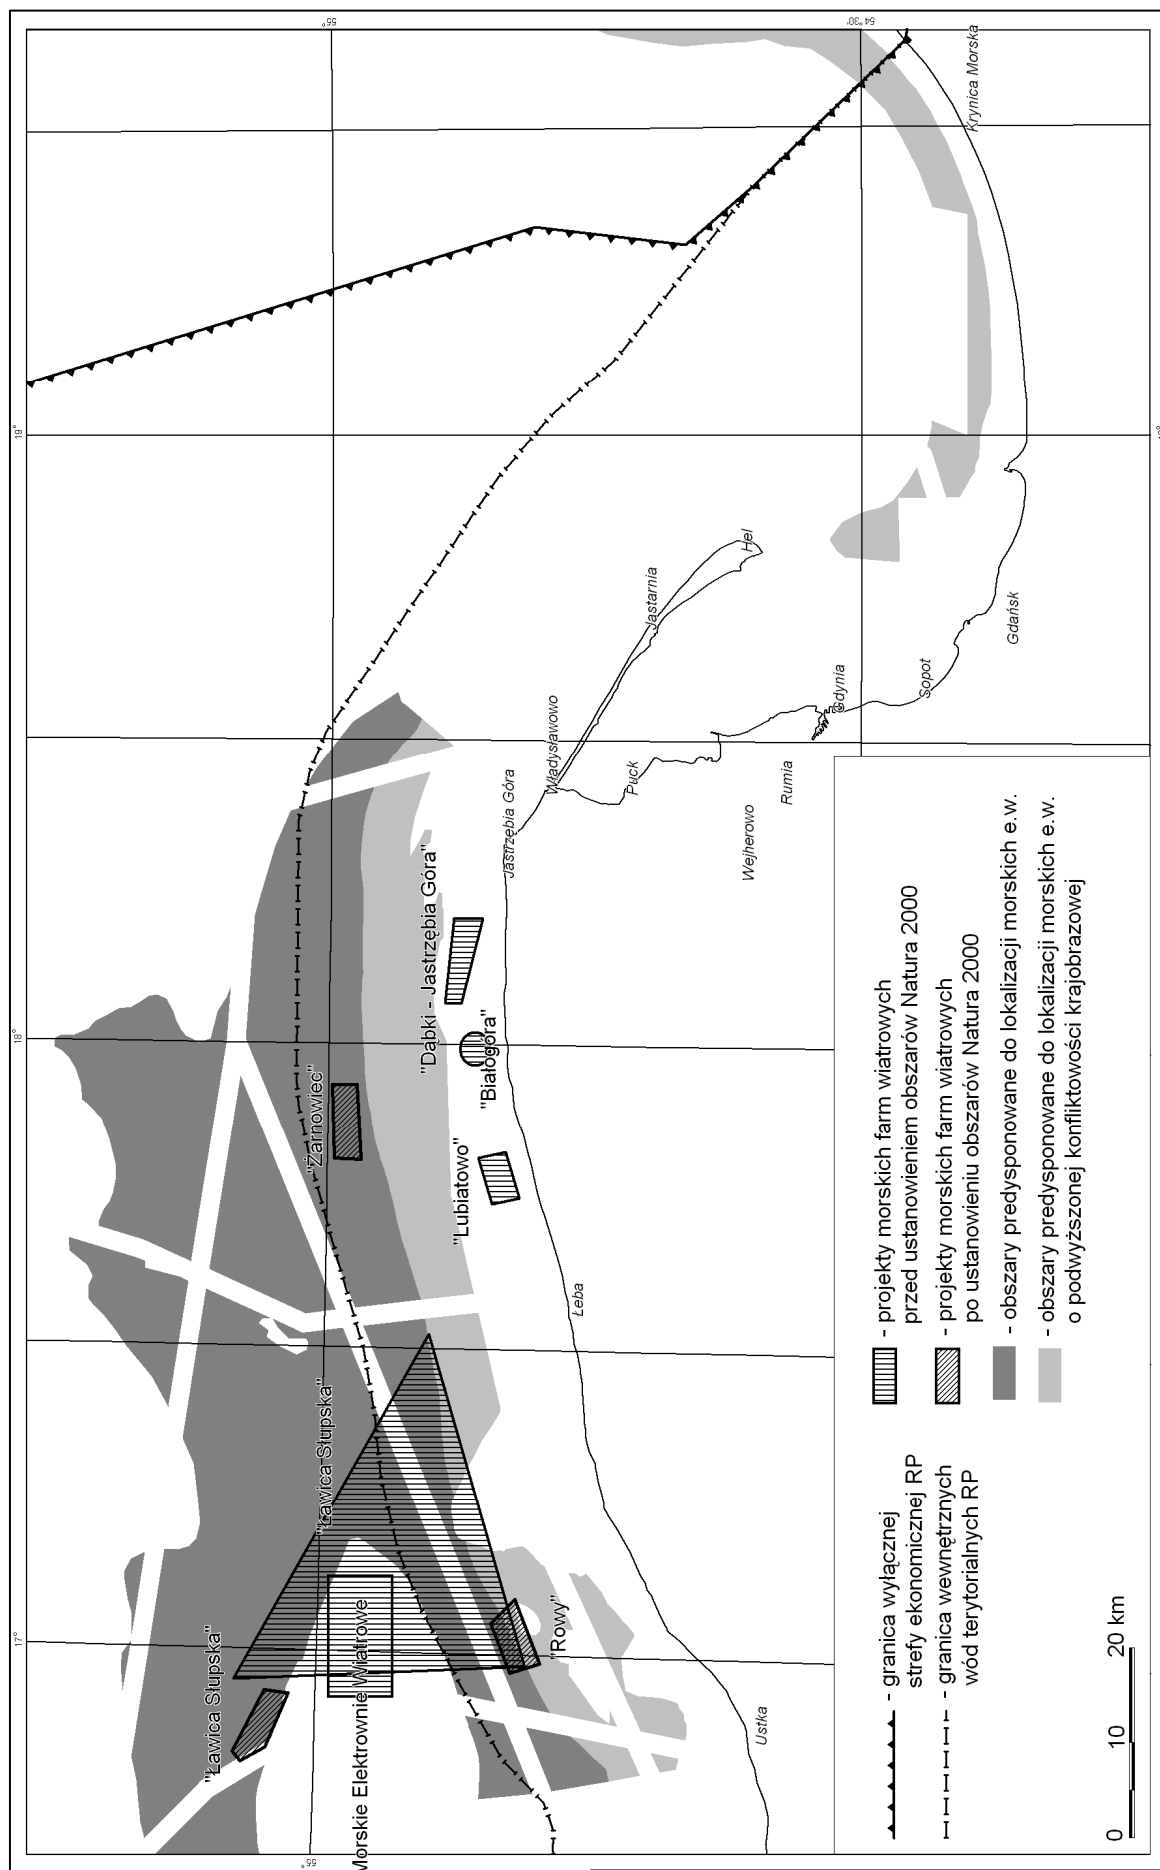 55°
54°30'
19°
18°
17°
55°
"Ławica Słupska"
Morskie Elektrownie Wiatrowe
"Ławica Słupska"
"Rowy"
"Żarnowiec"
"Lubiatowo"
"Białogóra"
"Dąbki - Jastrzębia Góra"
Ustka
Łeba
Jastrzębia Góra
Władysławowo
Jastarnia
Hel
Puck
Wejherowo
Rumia
Gdynia
Sopot
Gdańsk
Krynica Morska
- granica wyłącznej
strefy ekonomicznej RP
- granica wewnętrznych
wód terytorialnych RP
0 10 20 km
- projekty morskich farm wiatrowych
przed ustanowieniem obszarów Natura 2000
- projekty morskich farm wiatrowych
po ustanowieniu obszarów Natura 2000
- obszary predysponowane do lokalizacji morskich e.w.
- obszary predysponowane do lokalizacji morskich e.w.
o podwyższonej konfliktowości krajobrazowej